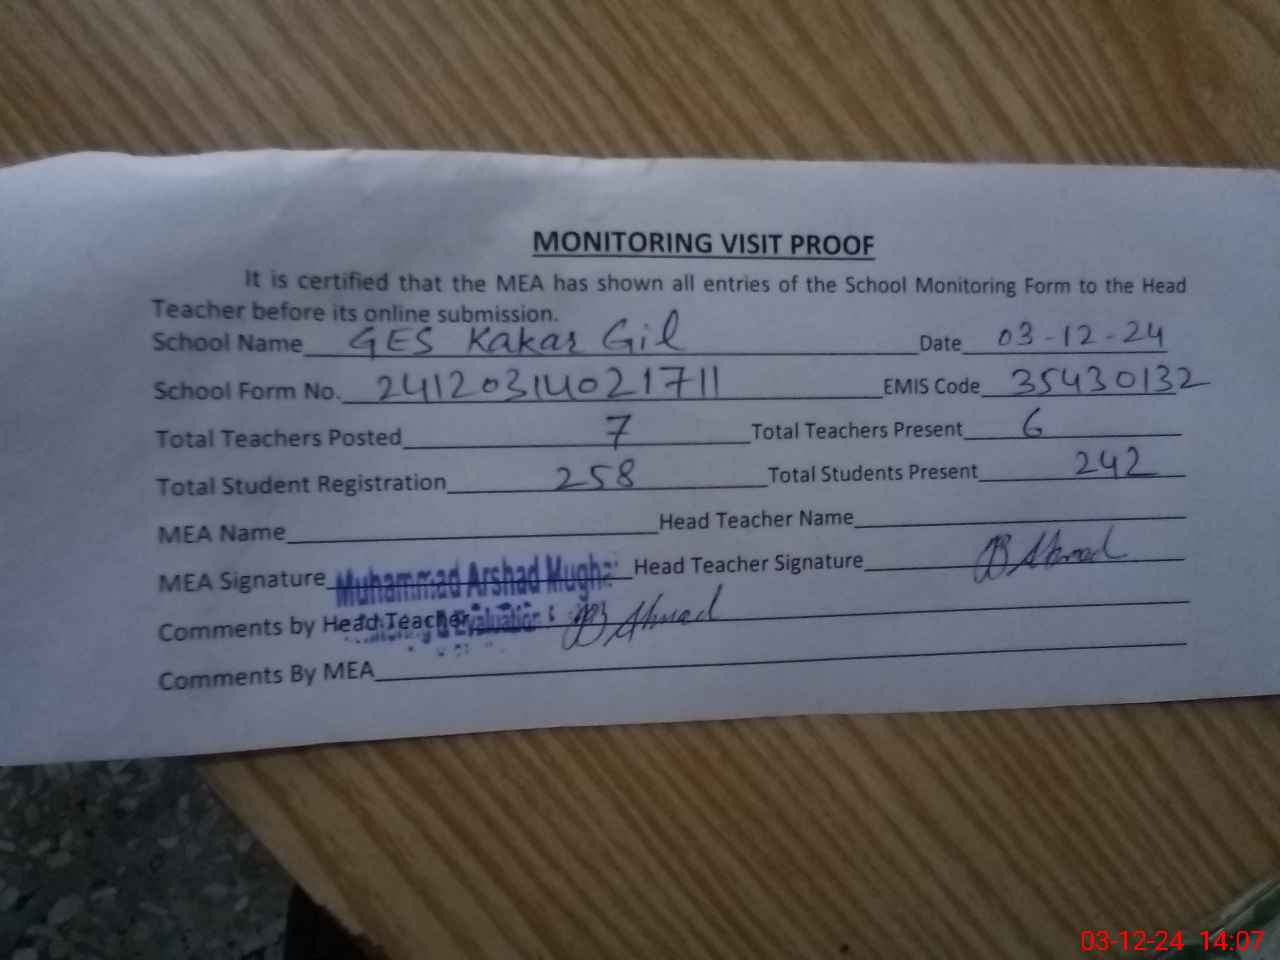 MONITORING VISIT PROOF
It is certified that the MEA has shown all entries of the School Monitoring Form to the Head
Teacher before its online submission.
School Name GES Kakar Gil Date 03-12-24
School Form No. 24120314021711 EMIS Code 35430132
Total Teachers Posted 7 Total Teachers Present 6
Total Student Registration 258 Total Students Present 242
MEA Name Head Teacher Name
MEA Signature Muhammad Arshad Head Teacher Signature Ahmad
Comments by Head Teacher Evaluation Ahmad
Comments By MEA
03-12-24 14:07